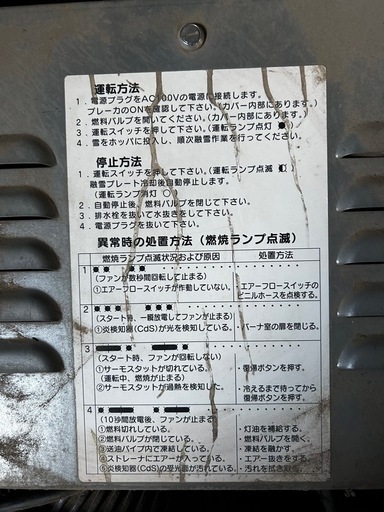 運転方法
1．電源プラグをAC100Vの電源に接続します。
ブレーカのONを確認して下さい。（カバー内部にあります。）
2．燃料バルブを開いてください。（カバー内部にあります。）
3．運転スイッチを押して下さい。（運転ランプ点灯 ●）
4．雪をホッパに投入し、順次融雪作業を行ってください。
停止方法
1．運転スイッチを押して下さい。（運転ランプ点滅 ◐）
融雪プレート冷却後自動停止します。
（運転ランプ消灯 ○）
2．自動停止後、燃料バルブを閉じて下さい。
3．排水栓を抜いて水抜きをして下さい。
4．電源プラグを抜いて下さい。
異常時の処置方法（燃焼ランプ点滅）
燃焼ランプ点滅状況および原因 処置方法
1
（ファンが数秒間回転して止まる）
①エアーフロースイッチが作動していない。 ・エアーフロースイッチの
ビニルホースを点検する。
2
（スタート時、一瞬放電してファンが止まる）
①炎検知器（CdS）が光を検知している。 ・バーナ室の扉を閉じる。
3
（スタート時、ファンが回転しない）
①サーモスタットが切れている。 ・復帰ボタンを押す。
（運転中、燃焼が止まる）
②サーモスタットが過熱を検知した。 ・冷えるまで待ってから
復帰ボタンを押す。
4
（10秒間放電後、ファンが止まる）
①燃料切れしている。 ・灯油を補給する。
②燃料バルブが閉じている。 ・燃料バルブを開く。
③送油パイプ内で凍結している。 ・凍結を融かす。
④ストレーナにエアーが入っている。 ・エアー抜きをする。
⑤炎検知器（CdS）の受光面が汚れている。 ・汚れを拭き取る。